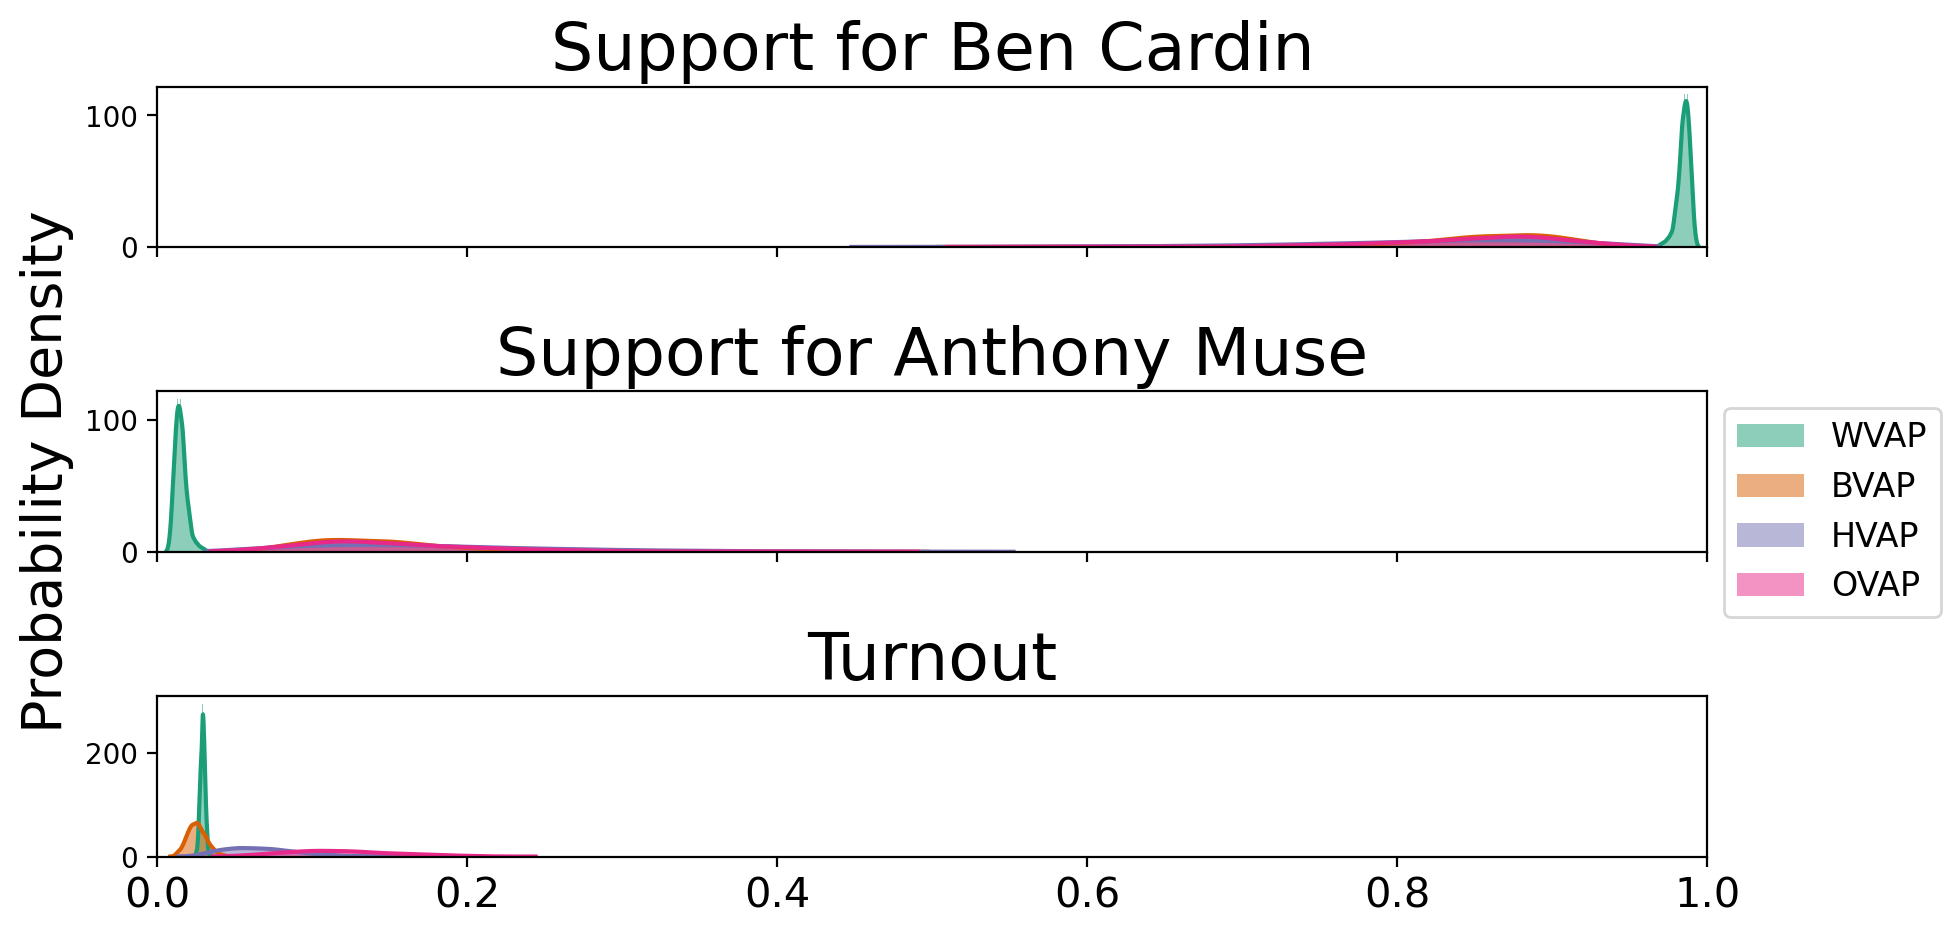 Support for Ben Cardin
100
0
Support for Anthony Muse
100
0
Probability Density
WVAP
BVAP
HVAP
OVAP
Turnout
200
0
0.0 0.2 0.4 0.6 0.8 1.0